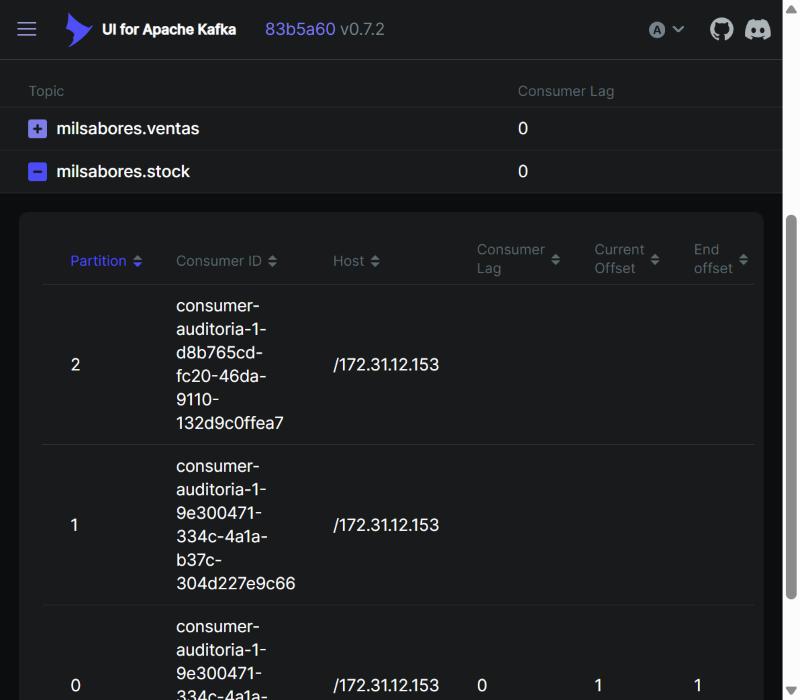 UI for Apache Kafka 83b5a60 v0.7.2 A
Topic Consumer Lag
milsabores.ventas 0
milsabores.stock 0
Partition Consumer ID Host Consumer Lag Current Offset End offset
consumer-
auditoria-1-
d8b765cd-
2 fc20-46da- /172.31.12.153
9110-
132d9c0ffea7
consumer-
auditoria-1-
9e300471-
1 334c-4a1a- /172.31.12.153
b37c-
304d227e9c66
consumer-
auditoria-1-
9e300471-
0 334c-4a1a- /172.31.12.153 0 1 1